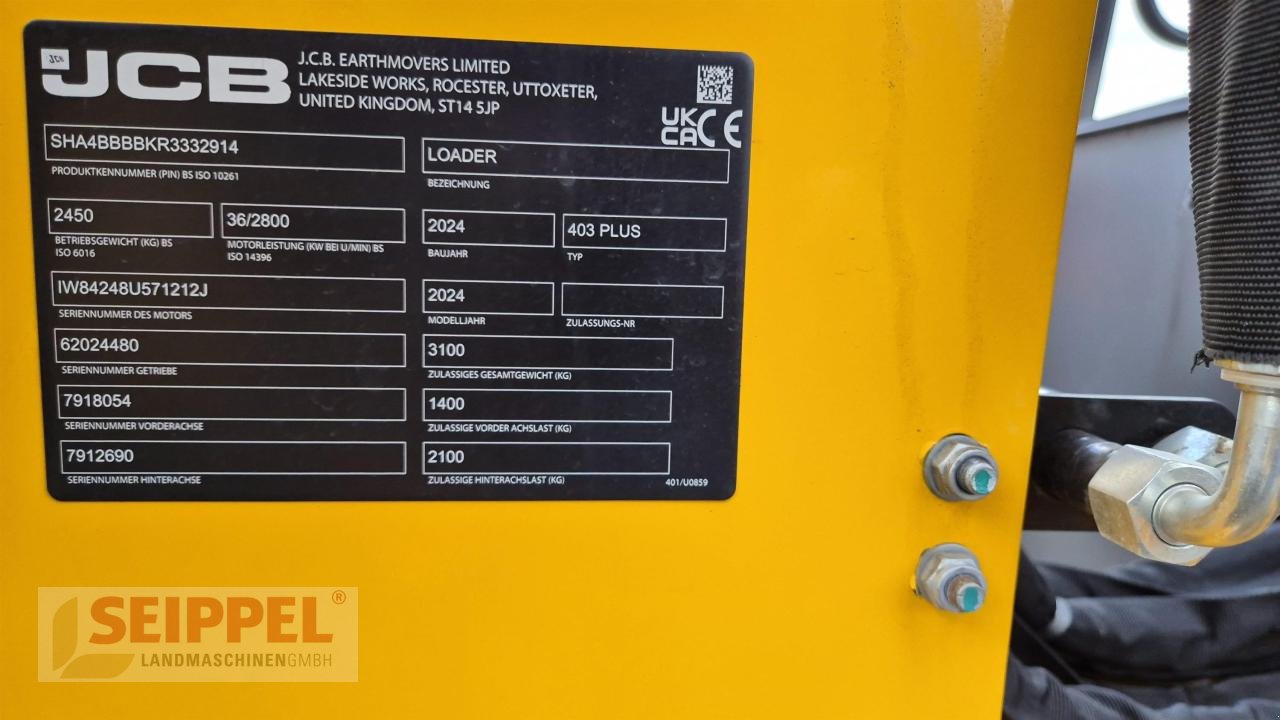 JCB
J.C.B. EARTHMOVERS LIMITED
LAKESIDE WORKS, ROCESTER, UTTOXETER,
UNITED KINGDOM, ST14 5JP
UK
CA CE
SHA4BBBBKR3332914
PRODUKTKENNUMMER (PIN) BS ISO 10261
LOADER
BEZEICHNUNG
2450
BETRIEBSGEWICHT (KG) BS
ISO 6016
36/2800
MOTORLEISTUNG (KW BEI U/MIN) BS
ISO 14396
2024
BAUJAHR
403 PLUS
TYP
IW84248U571212J
SERIENNUMMER DES MOTORS
2024
MODELLJAHR
ZULASSUNGS-NR
62024480
SERIENNUMMER GETRIEBE
3100
ZULASSIGES GESAMTGEWICHT (KG)
7918054
SERIENNUMMER VORDERACHSE
1400
ZULASSIGE VORDER ACHSLAST (KG)
7912690
SERIENNUMMER HINTERACHSE
2100
ZULASSIGE HINTERACHSLAST (KG)
401/U0859
SEIPPEL®
LANDMASCHINENGMBH